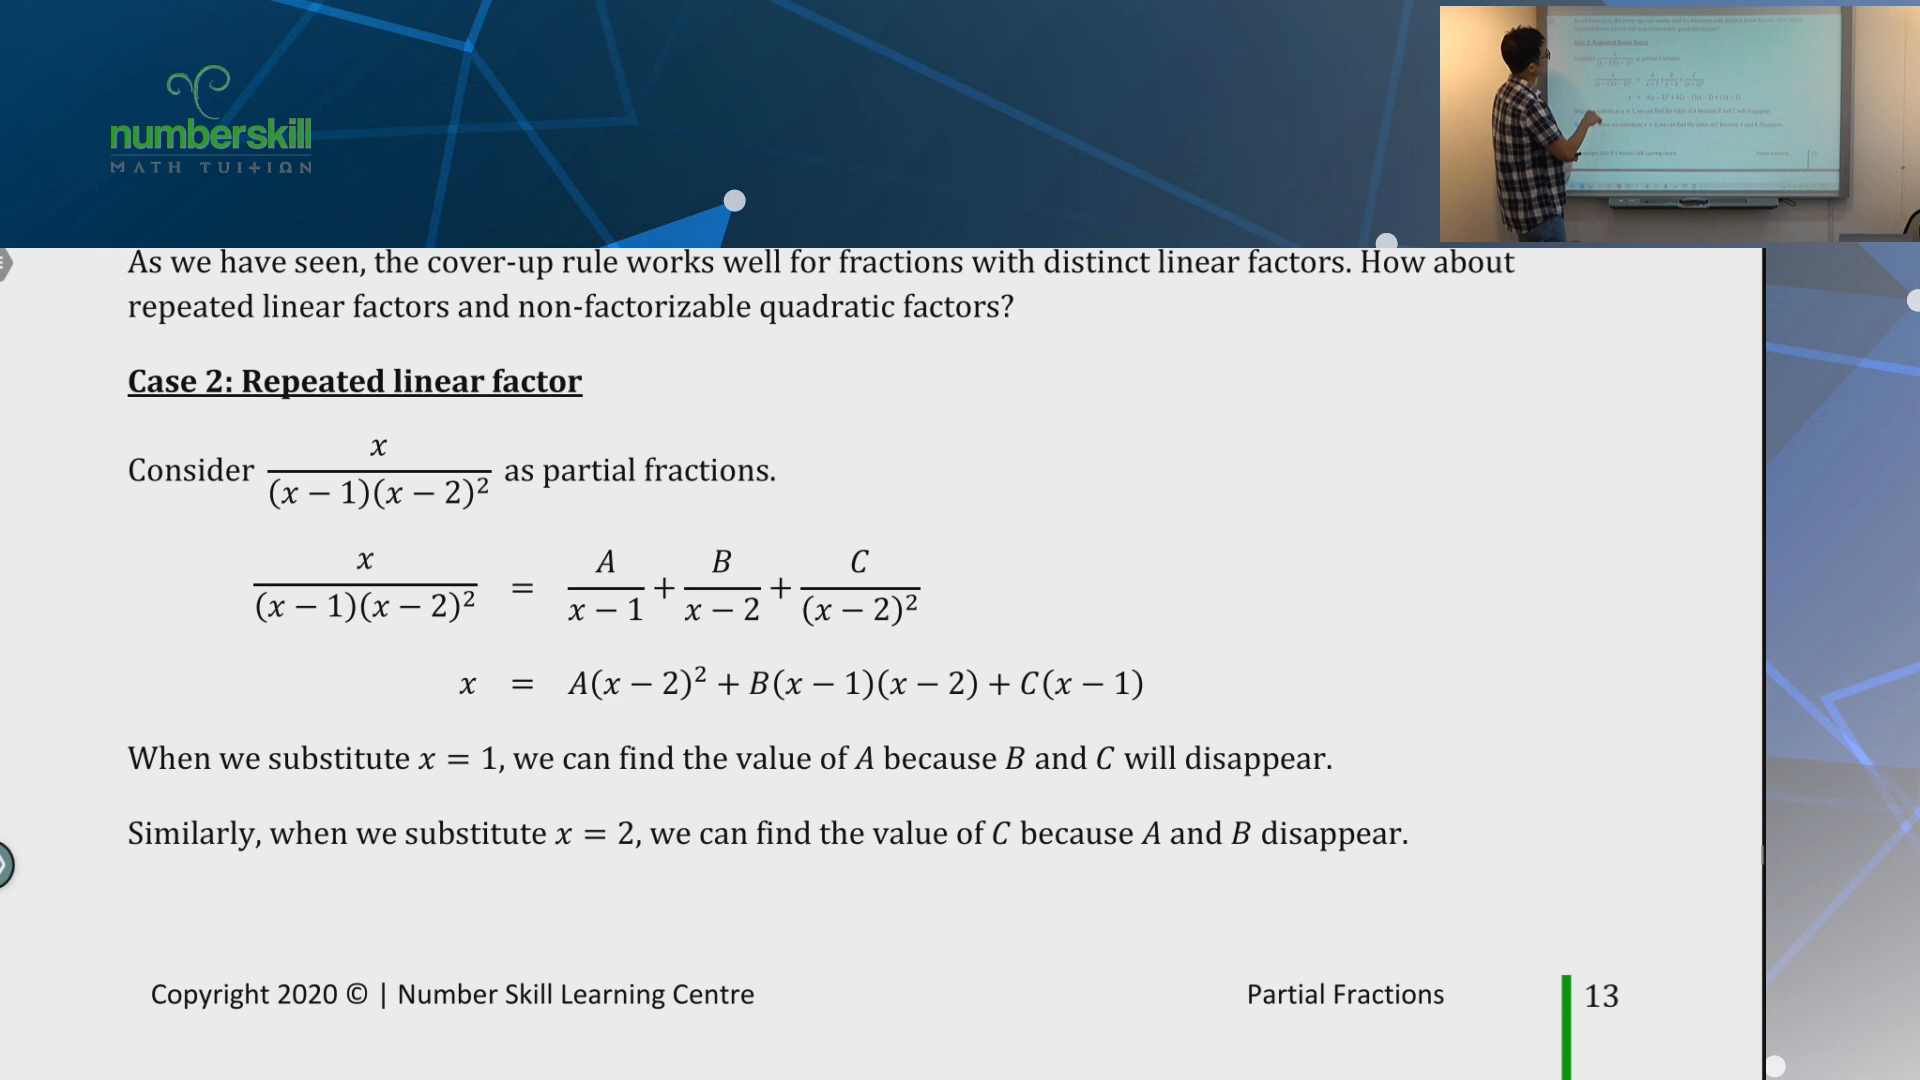 numberskill
MATH TUI+IΩN
As we have seen, the cover-up rule works well for fractions with distinct linear factors. How about
repeated linear factors and non-factorizable quadratic factors?
Case 2: Repeated linear factor
Consider x / (x − 1)(x − 2)² as partial fractions.
x / (x − 1)(x − 2)² = A / x − 1 + B / x − 2 + C / (x − 2)²
x = A(x − 2)² + B(x − 1)(x − 2) + C(x − 1)
When we substitute x = 1, we can find the value of A because B and C will disappear.
Similarly, when we substitute x = 2, we can find the value of C because A and B disappear.
Copyright 2020 © | Number Skill Learning Centre
Partial Fractions
13